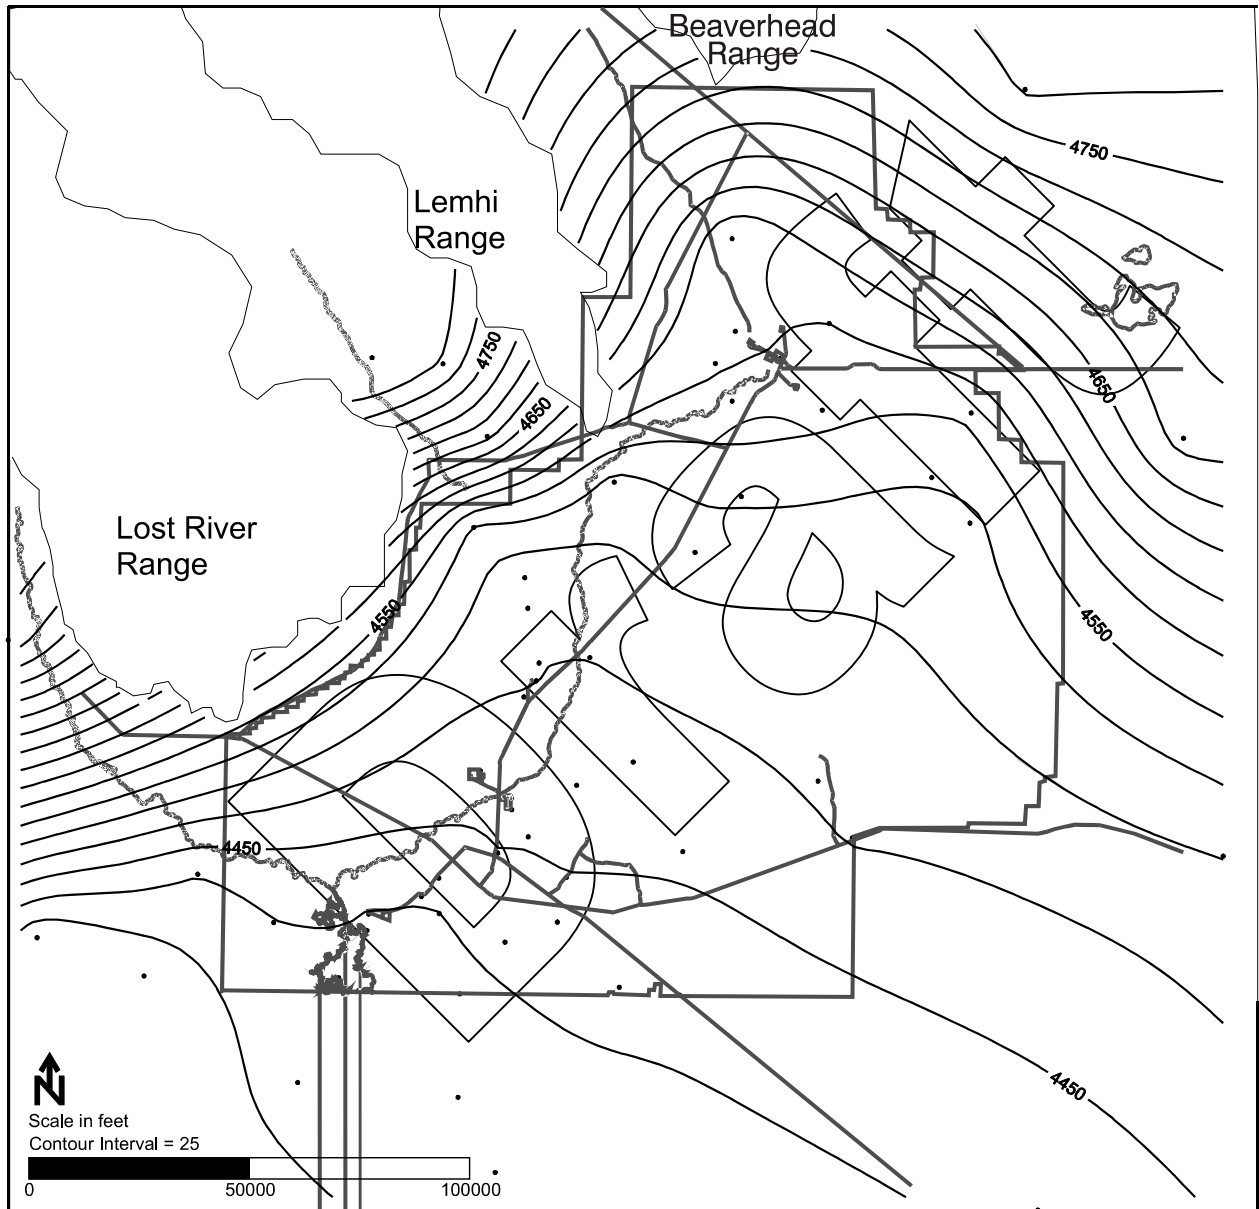 Beaverhead
Range
4750
Lemhi
Range
4750
4650
4650
Lost River
Range
4550
4550
4450
4450
N
Scale in feet
Contour Interval = 25
0
50000
100000